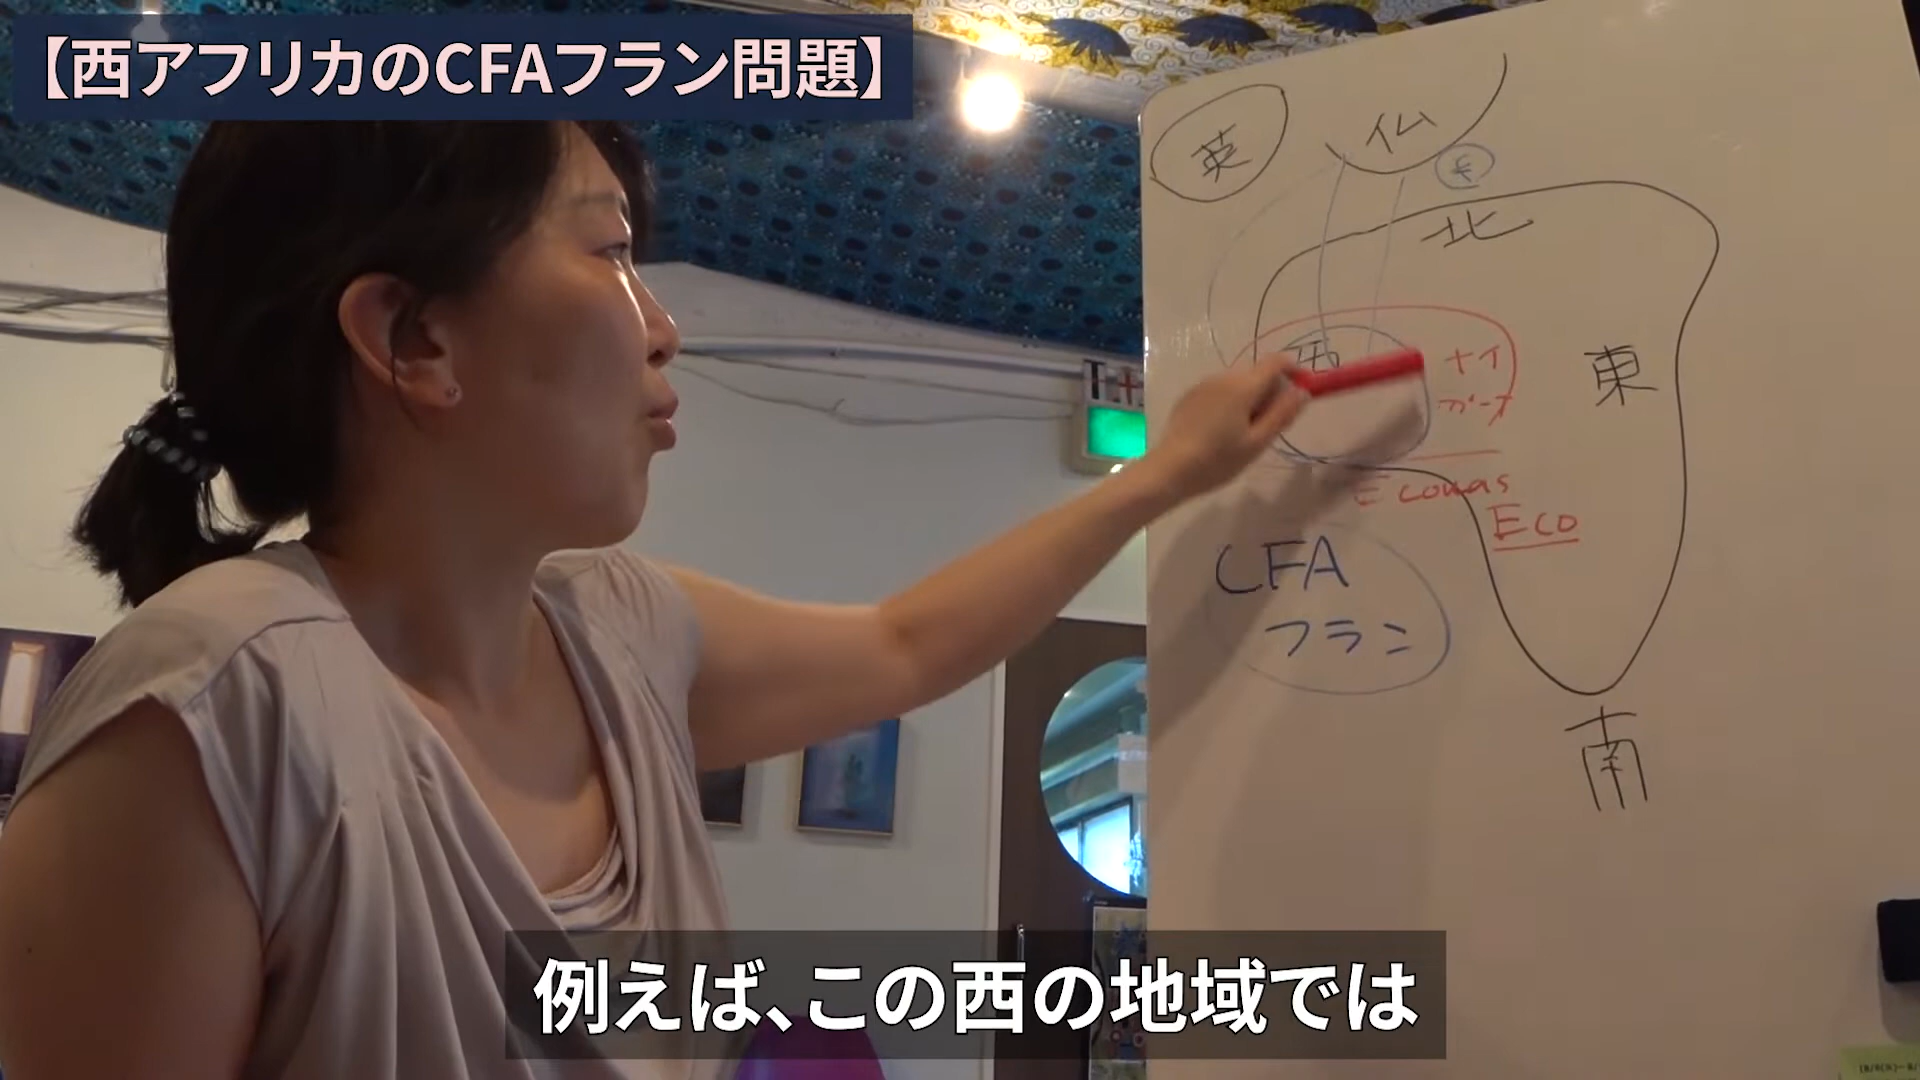 【西アフリカのCFAフラン問題】
英
仏
€
北
西
ナイ
ガーナ
東
Ecowas
Eco
CFA
フラン
南
例えば、この西の地域では